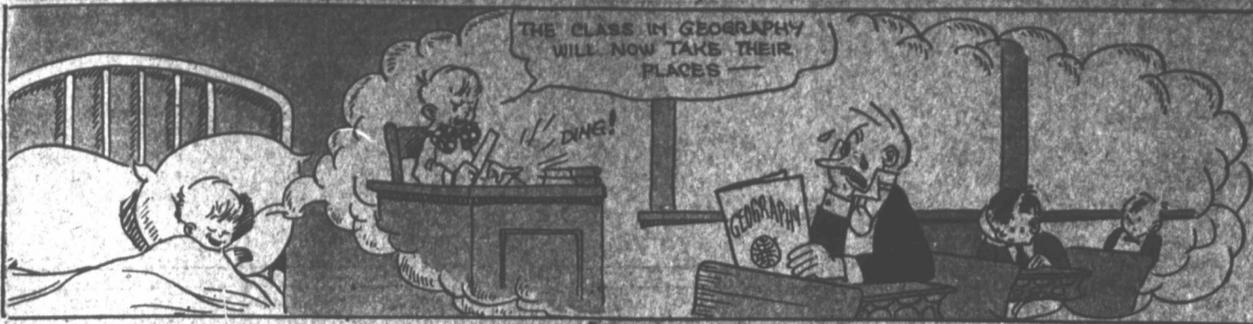 THE CLASS IN GEOGRAPHY
WILL NOW TAKE THEIR
PLACES —
DING!
GEOGRAPHY